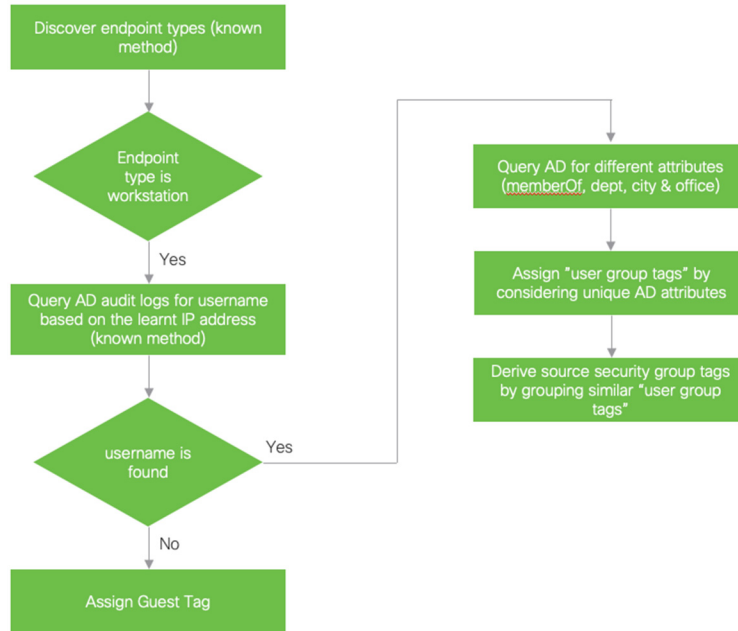 Discover endpoint types (known
method)
Endpoint
type is
workstation
Yes
Query AD audit logs for username
based on the learnt IP address
(known method)
username is
found
Yes
No
Assign Guest Tag
Query AD for different attributes
(memberOf, dept, city & office)
Assign "user group tags" by
considering unique AD attributes
Derive source security group tags
by grouping similar "user group
tags"